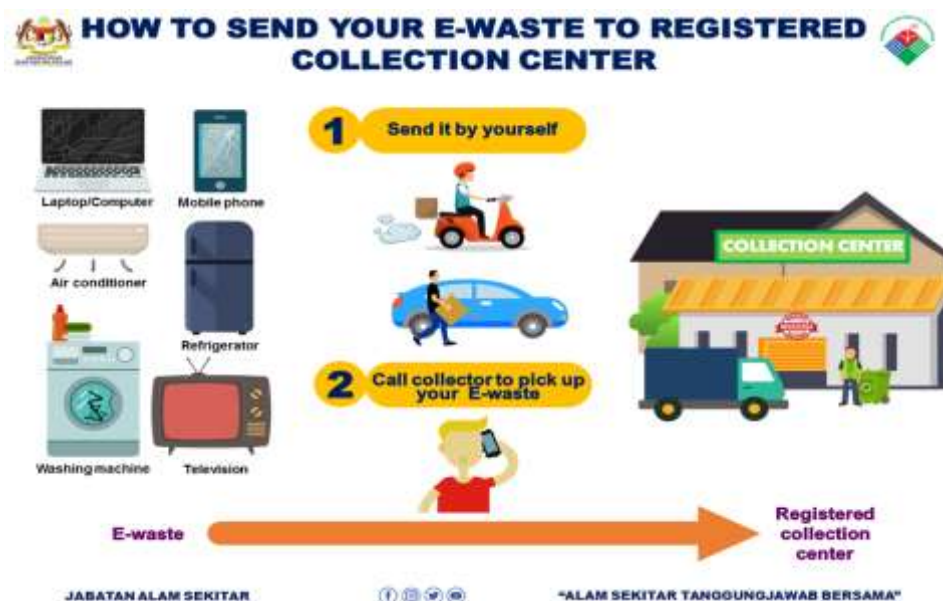 HOW TO SEND YOUR E-WASTE TO REGISTERED
COLLECTION CENTER
1
Send it by yourself
Laptop/Computer
Mobile phone
Air conditioner
Refrigerator
Washing machine
Television
2
Call collector to pick up
your E-waste
COLLECTION CENTER
E-waste
Registered
collection
center
JABATAN ALAM SEKITAR
"ALAM SEKITAR TANGGUNGJAWAB BERSAMA"